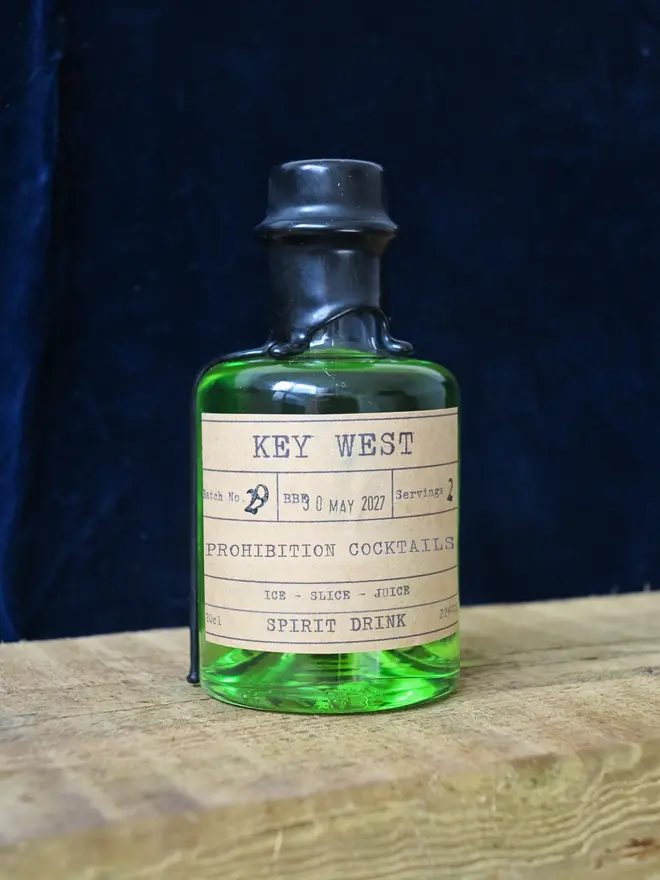 KEY WEST
Batch No. 29 BBE 30 MAY 2027 Servings 2
PROHIBITION COCKTAILS
ICE - SLICE - JUICE
20cl SPIRIT DRINK